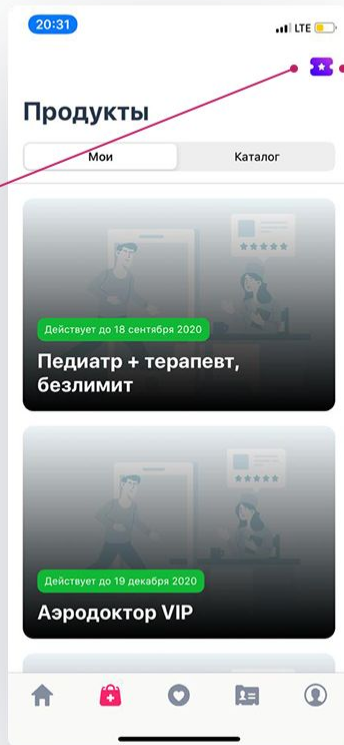 20:31
LTE
Продукты
Мои
Каталог
Действует до 18 сентября 2020
Педиатр + терапевт,
безлимит
Действует до 19 декабря 2020
Аэродоктор VIP